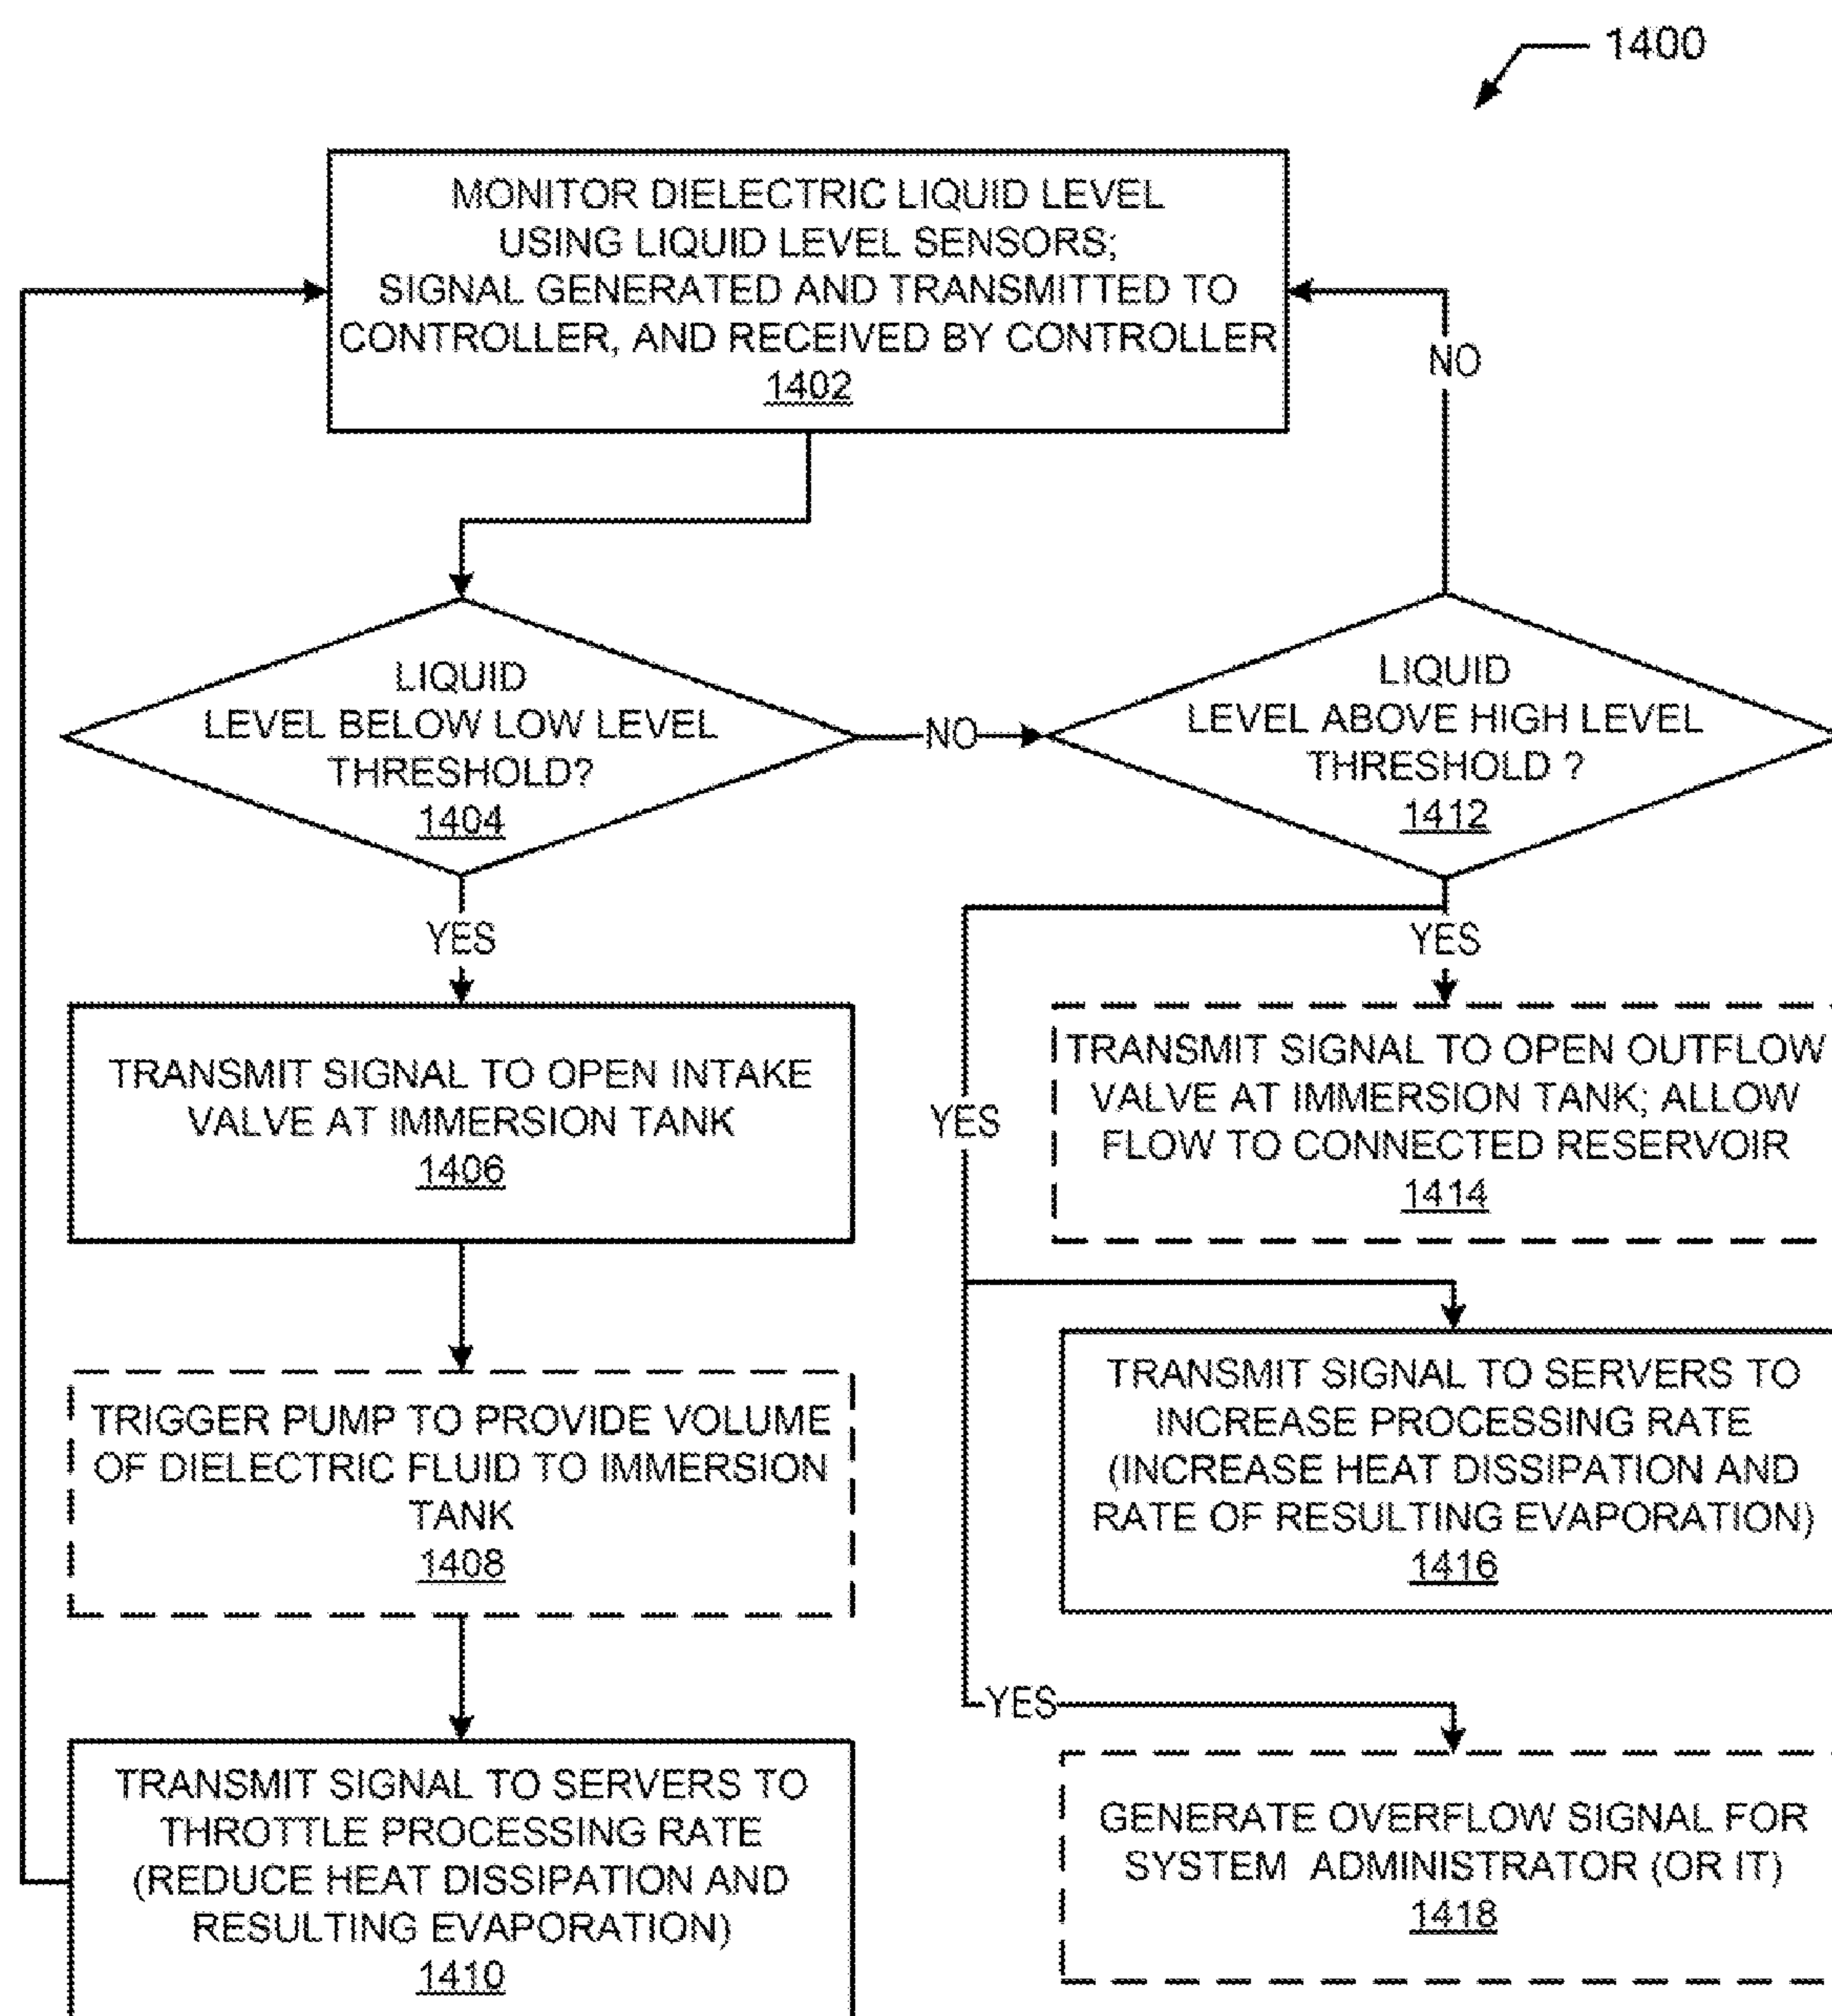 1400
MONITOR DIELECTRIC LIQUID LEVEL
USING LIQUID LEVEL SENSORS;
SIGNAL GENERATED AND TRANSMITTED TO
CONTROLLER, AND RECEIVED BY CONTROLLER
1402
NO
LIQUID
LEVEL BELOW LOW LEVEL
THRESHOLD?
1404
NO
LIQUID
LEVEL ABOVE HIGH LEVEL
THRESHOLD ?
1412
YES
TRANSMIT SIGNAL TO OPEN INTAKE
VALVE AT IMMERSION TANK
1406
TRIGGER PUMP TO PROVIDE VOLUME
OF DIELECTRIC FLUID TO IMMERSION
TANK
1408
TRANSMIT SIGNAL TO SERVERS TO
THROTTLE PROCESSING RATE
(REDUCE HEAT DISSIPATION AND
RESULTING EVAPORATION)
1410
YES
TRANSMIT SIGNAL TO OPEN OUTFLOW
VALVE AT IMMERSION TANK; ALLOW
FLOW TO CONNECTED RESERVOIR
1414
YES
TRANSMIT SIGNAL TO SERVERS TO
INCREASE PROCESSING RATE
(INCREASE HEAT DISSIPATION AND
RATE OF RESULTING EVAPORATION)
1416
YES
GENERATE OVERFLOW SIGNAL FOR
SYSTEM ADMINISTRATOR (OR IT)
1418